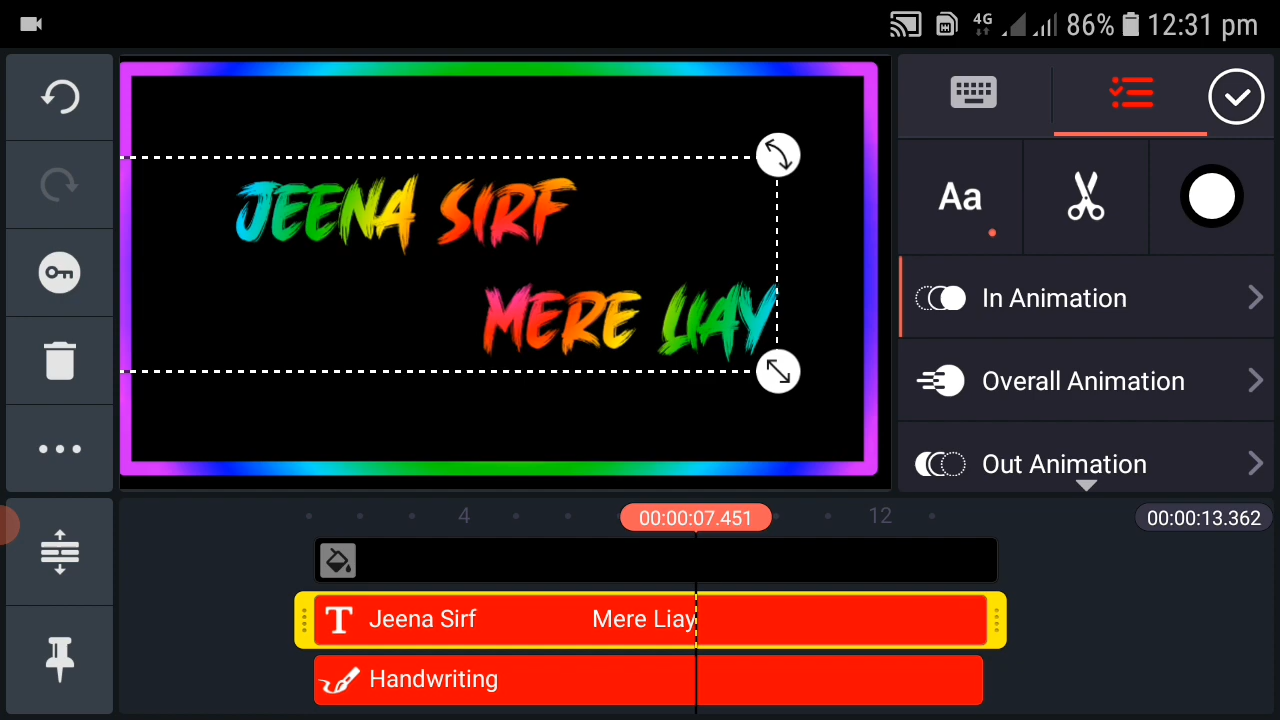 4G 86% 12:31 pm
JEENA SIRF
MERE LIAY
Aa
In Animation
Overall Animation
Out Animation
4 00:00:07.451 12 00:00:13.362
T Jeena Sirf Mere Liay
Handwriting